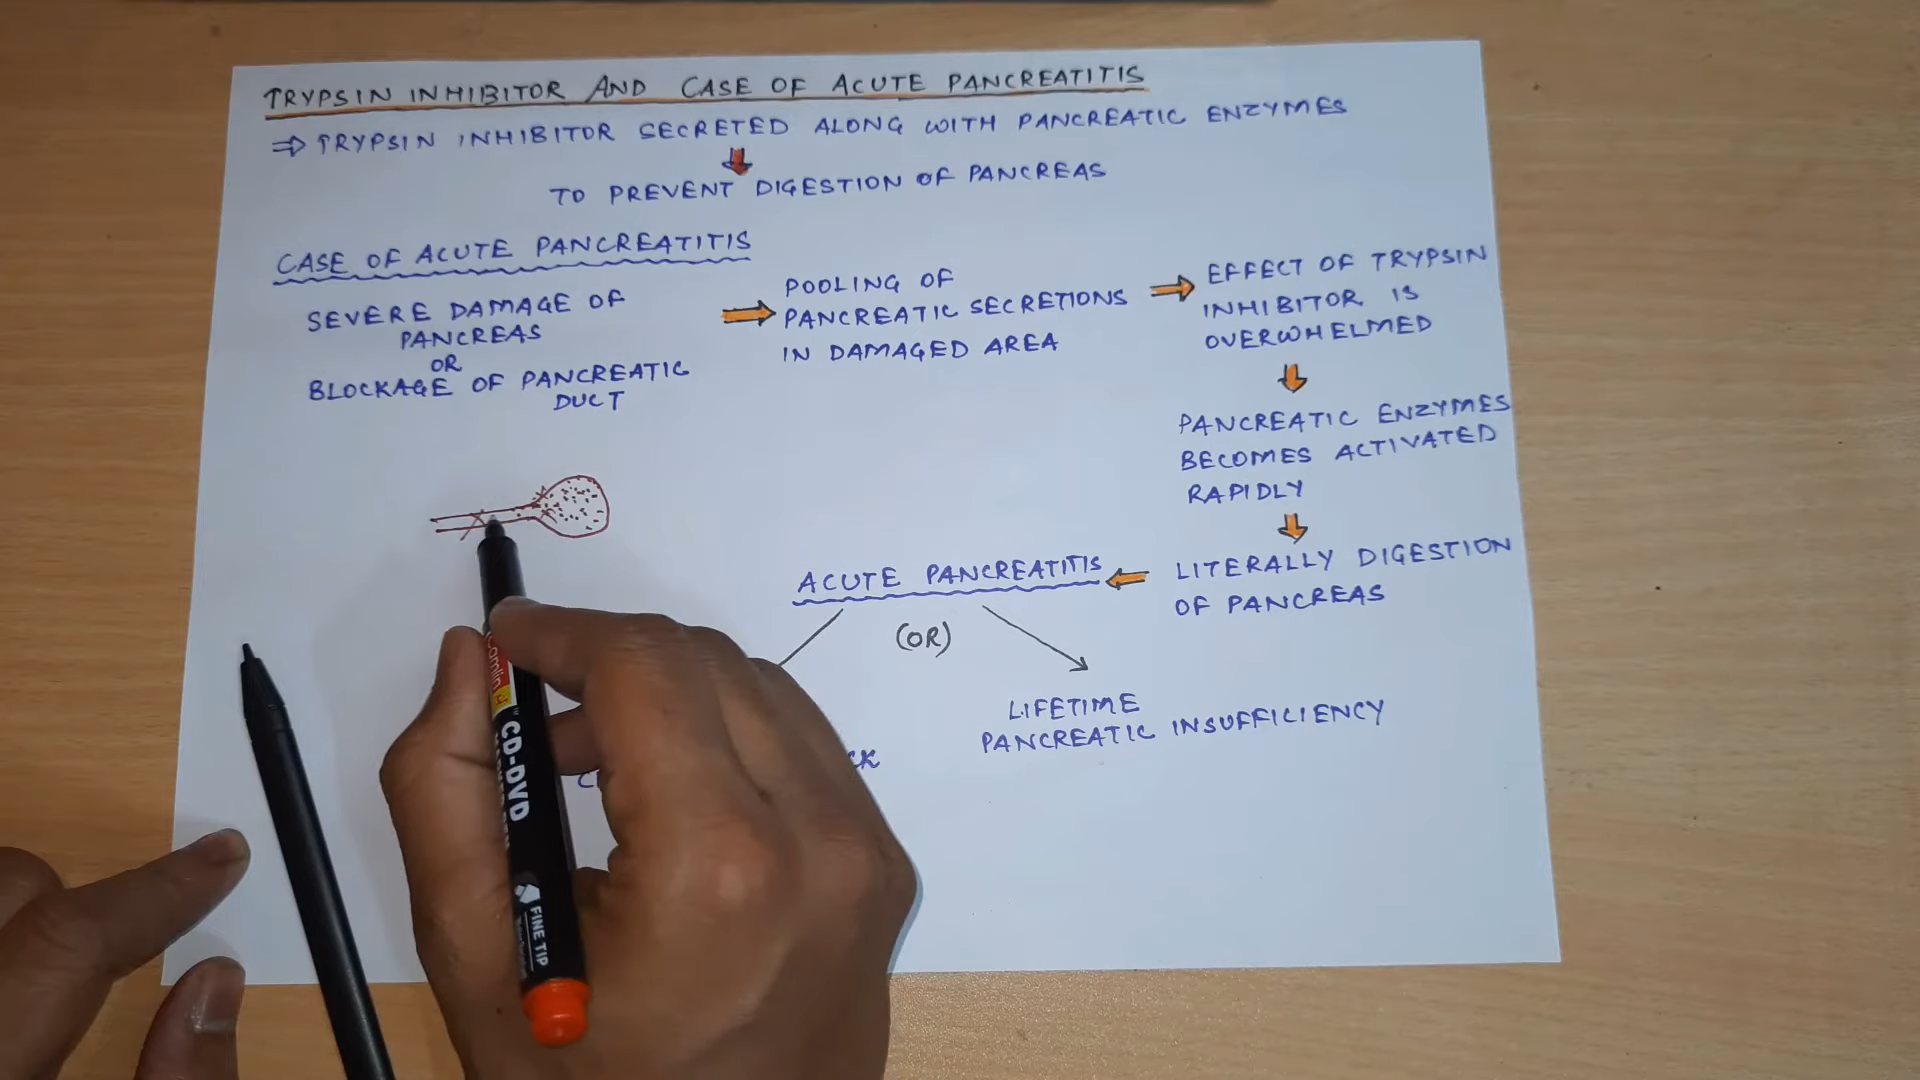 TRYPSIN INHIBITOR AND CASE OF ACUTE PANCREATITIS
⇒ TRYPSIN INHIBITOR SECRETED ALONG WITH PANCREATIC ENZYMES
TO PREVENT DIGESTION OF PANCREAS
CASE OF ACUTE PANCREATITIS
SEVERE DAMAGE OF
PANCREAS
OR
BLOCKAGE OF PANCREATIC
DUCT
POOLING OF
PANCREATIC SECRETIONS
IN DAMAGED AREA
EFFECT OF TRYPSIN
INHIBITOR IS
OVERWHELMED
PANCREATIC ENZYMES
BECOMES ACTIVATED
RAPIDLY
LITERALLY DIGESTION
OF PANCREAS
ACUTE PANCREATITIS
(OR)
LIFETIME
PANCREATIC INSUFFICIENCY
Camlin
CD-DVD
FINE TIP